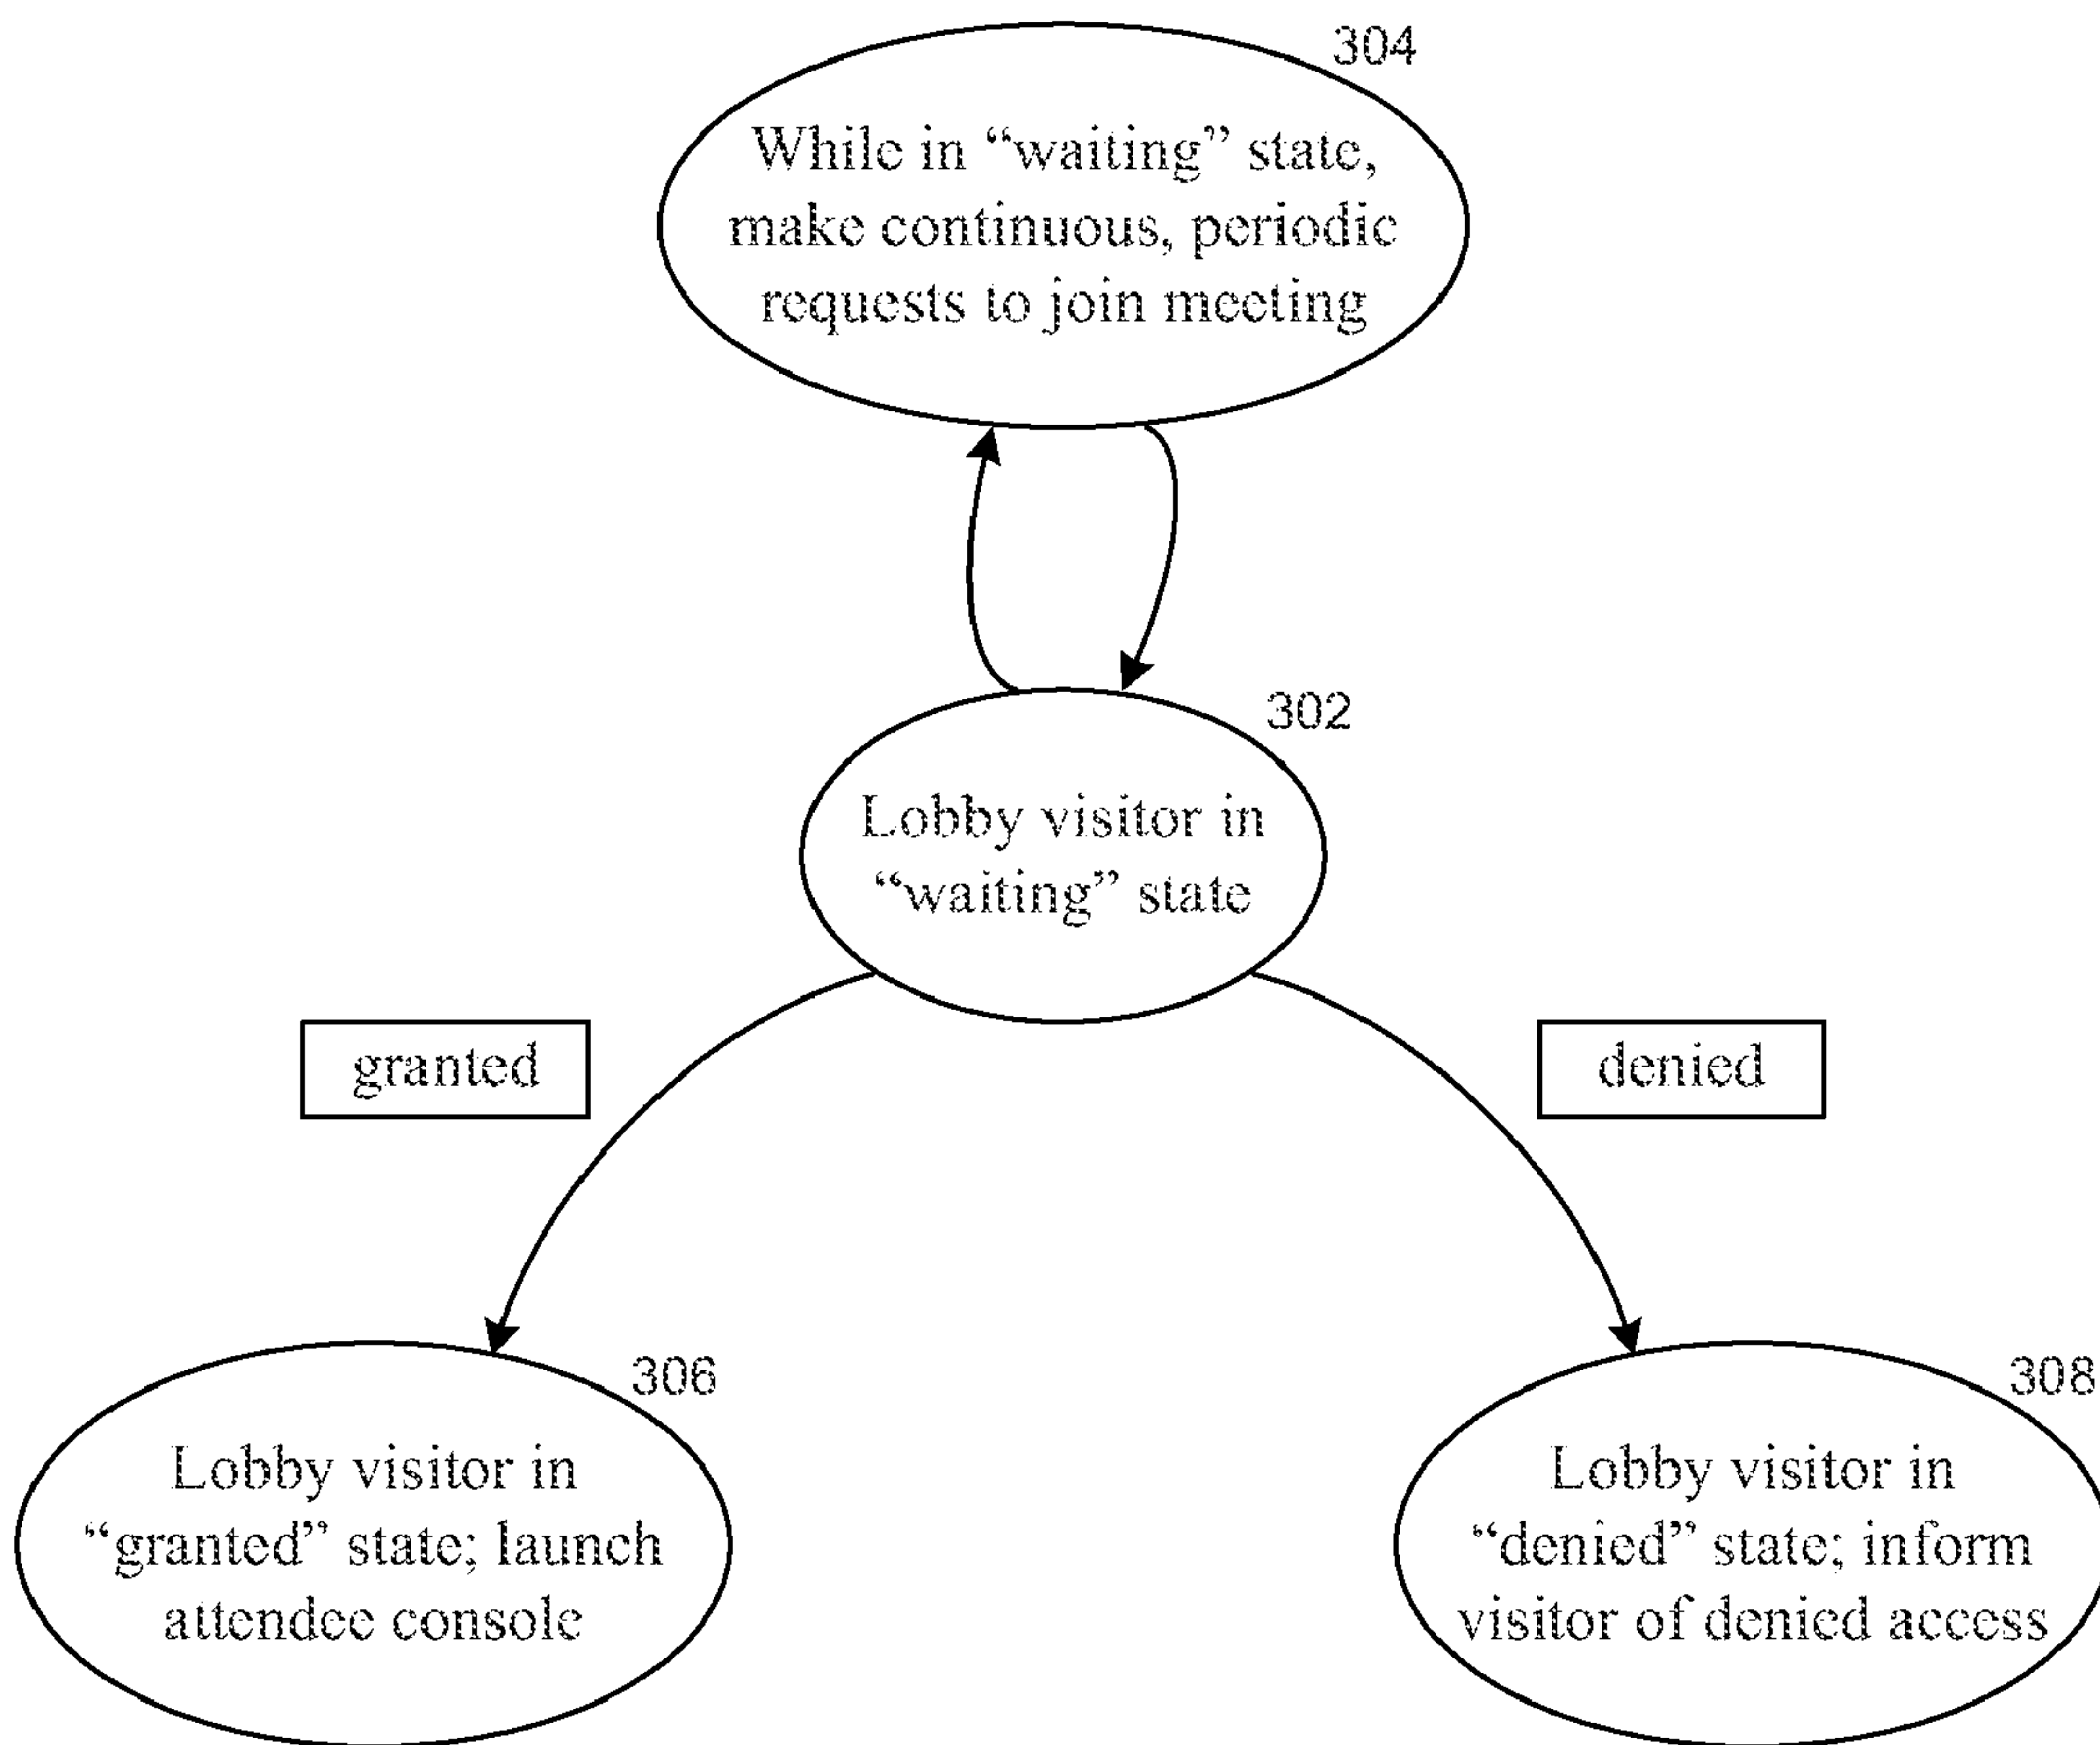 304
While in “waiting” state,
make continuous, periodic
requests to join meeting
302
Lobby visitor in
“waiting” state
granted
denied
306
Lobby visitor in
“granted” state; launch
attendee console
308
Lobby visitor in
“denied” state; inform
visitor of denied access